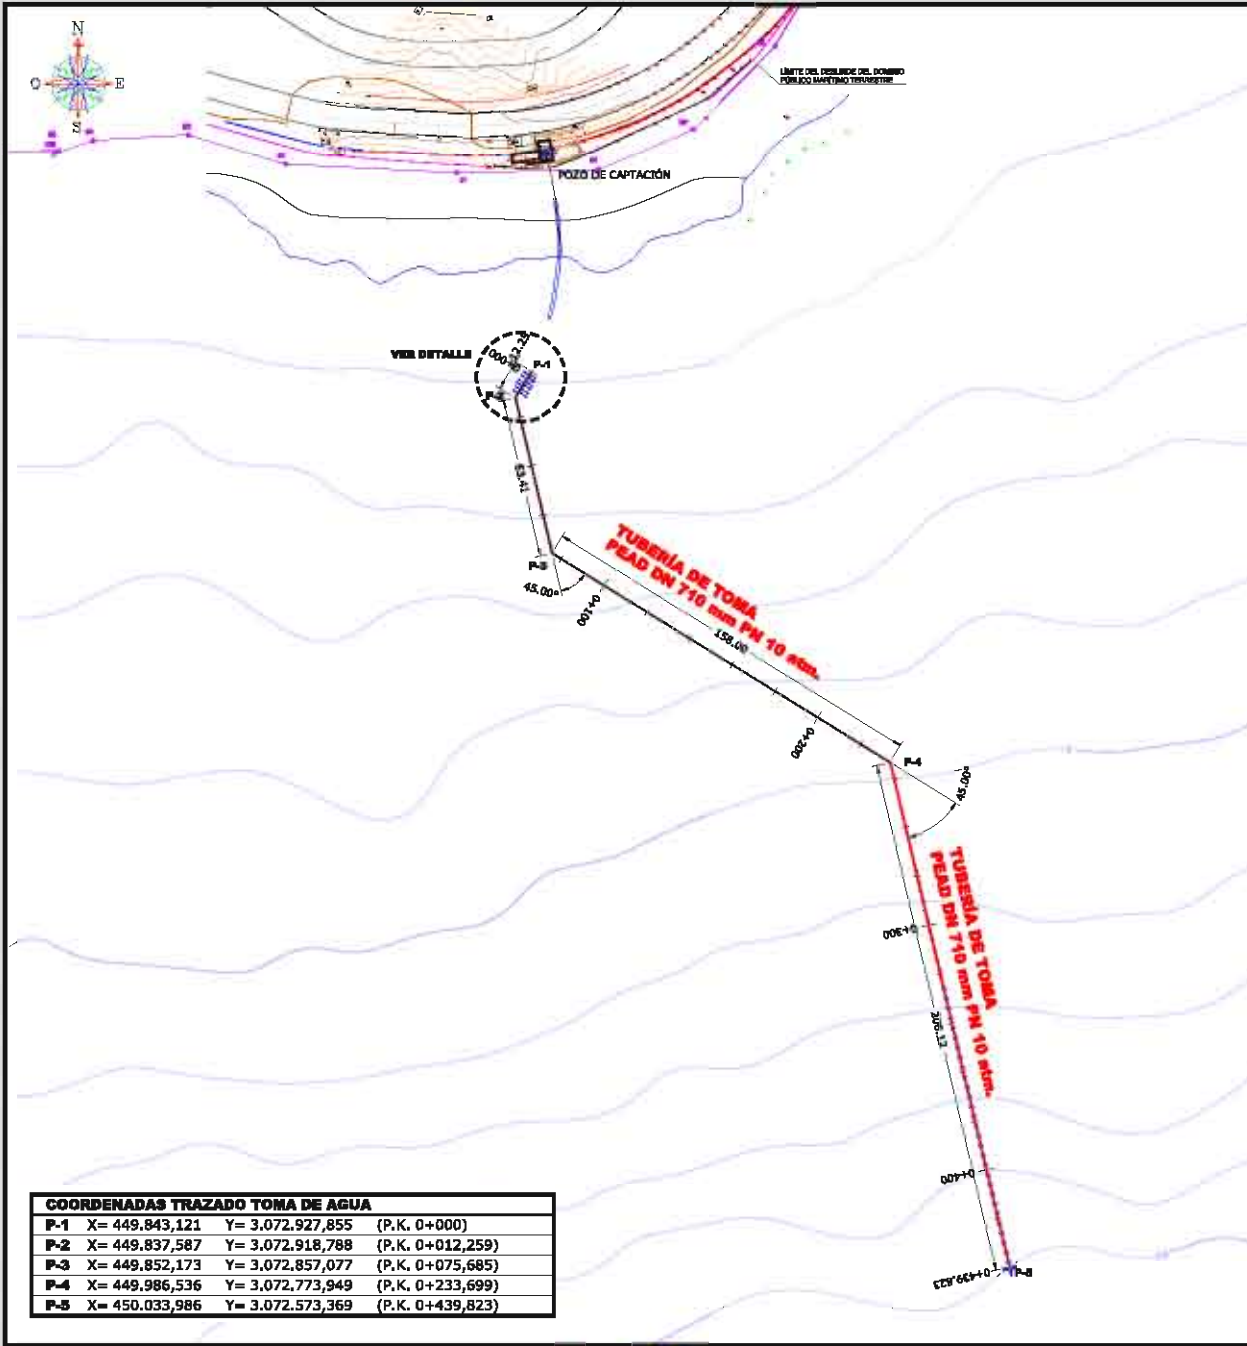 N
O
E
S
LÍMITE DEL DESLINDE DEL DOMINIO
PÚBLICO MARÍTIMO TERRESTRE
POZO DE CAPTACIÓN
VER DETALLE
0+000
12.25
P-1
63.41
P-3
45.00°
0+100
TUBERÍA DE TOMA
PEAD DN 710 mm PN 10 atm.
158.00
0+200
P-4
45.00°
TUBERÍA DE TOMA
PEAD DN 710 mm PN 10 atm.
0+300
206.12
0+400
0+439.823
P-5
COORDENADAS TRAZADO TOMA DE AGUA
P-1 X= 449.843,121 Y= 3.072.927,855 (P.K. 0+000)
P-2 X= 449.837,587 Y= 3.072.918,788 (P.K. 0+012,259)
P-3 X= 449.852,173 Y= 3.072.857,077 (P.K. 0+075,685)
P-4 X= 449.986,536 Y= 3.072.773,949 (P.K. 0+233,699)
P-5 X= 450.033,986 Y= 3.072.573,369 (P.K. 0+439,823)